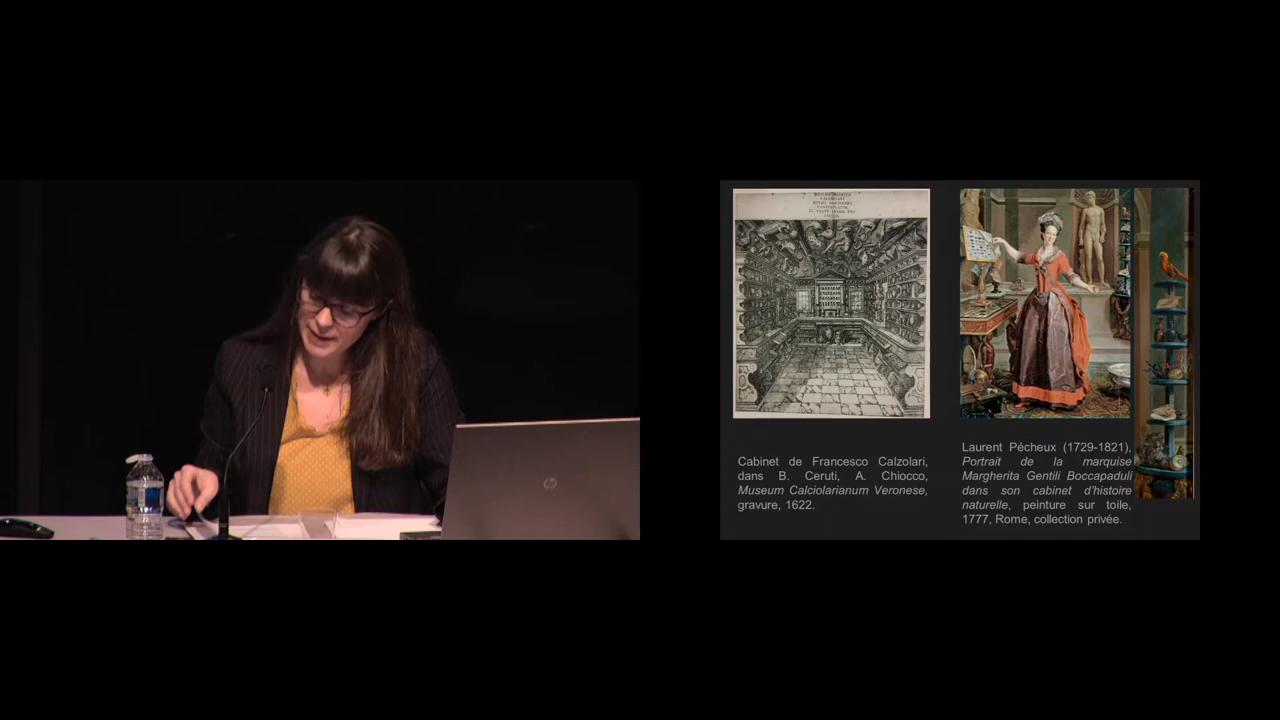 hp
Cabinet de Francesco Calzolari,
dans B. Ceruti, A. Chiocco,
Museum Calciolarianum Veronese,
gravure, 1622.
Laurent Pécheux (1729-1821),
Portrait de la marquise
Margherita Gentili Boccapaduli
dans son cabinet d'histoire
naturelle, peinture sur toile,
1777, Rome, collection privée.